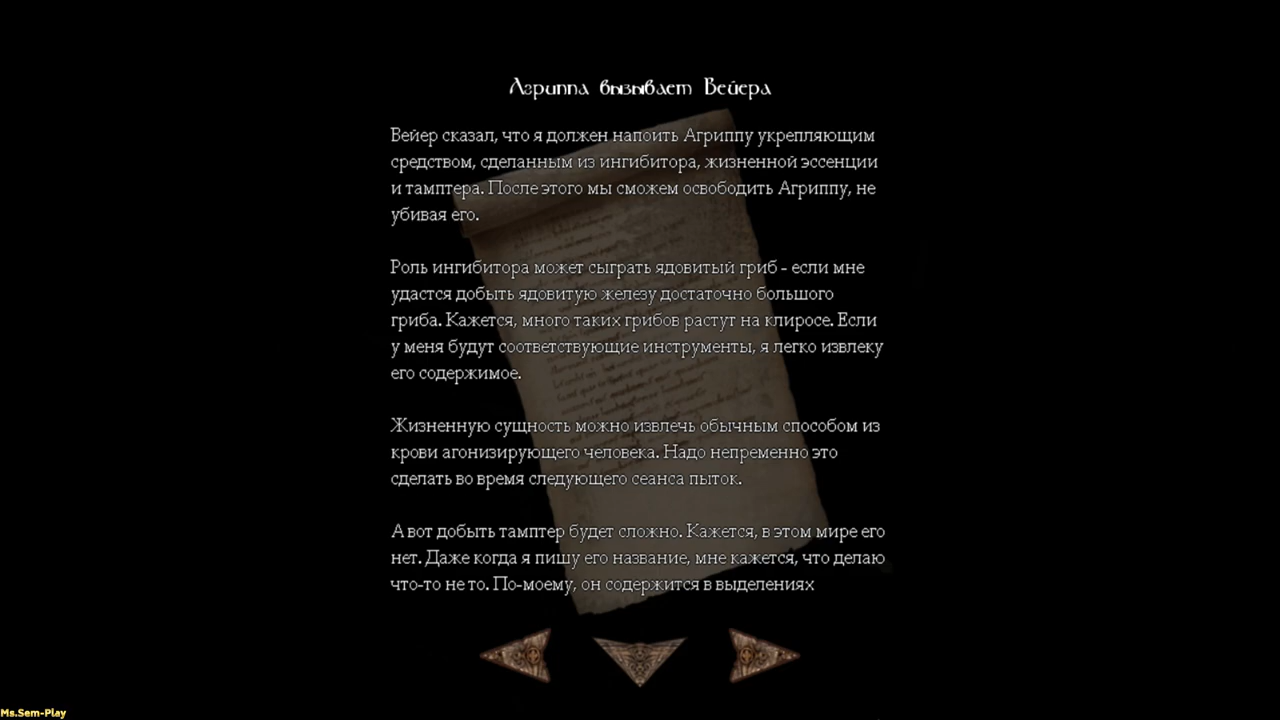 Агриппа вызывает Вейера
Вейер сказал, что я должен напоить Агриппу укрепляющим
средством, сделанным из ингибитора, жизненной эссенции
и тамптера. После этого мы сможем освободить Агриппу, не
убивая его.
Роль ингибитора может сыграть ядовитый гриб - если мне
удастся добыть ядовитую железу достаточно большого
гриба. Кажется, много таких грибов растут на клиросе. Если
у меня будут соответствующие инструменты, я легко извлеку
его содержимое.
Жизненную сущность можно извлечь обычным способом из
крови агонизирующего человека. Надо непременно это
сделать во время следующего сеанса пыток.
А вот добыть тамптер будет сложно. Кажется, в этом мире его
нет. Даже когда я пишу его название, мне кажется, что делаю
что-то не то. По-моему, он содержится в выделениях
Ms.Sem-Play